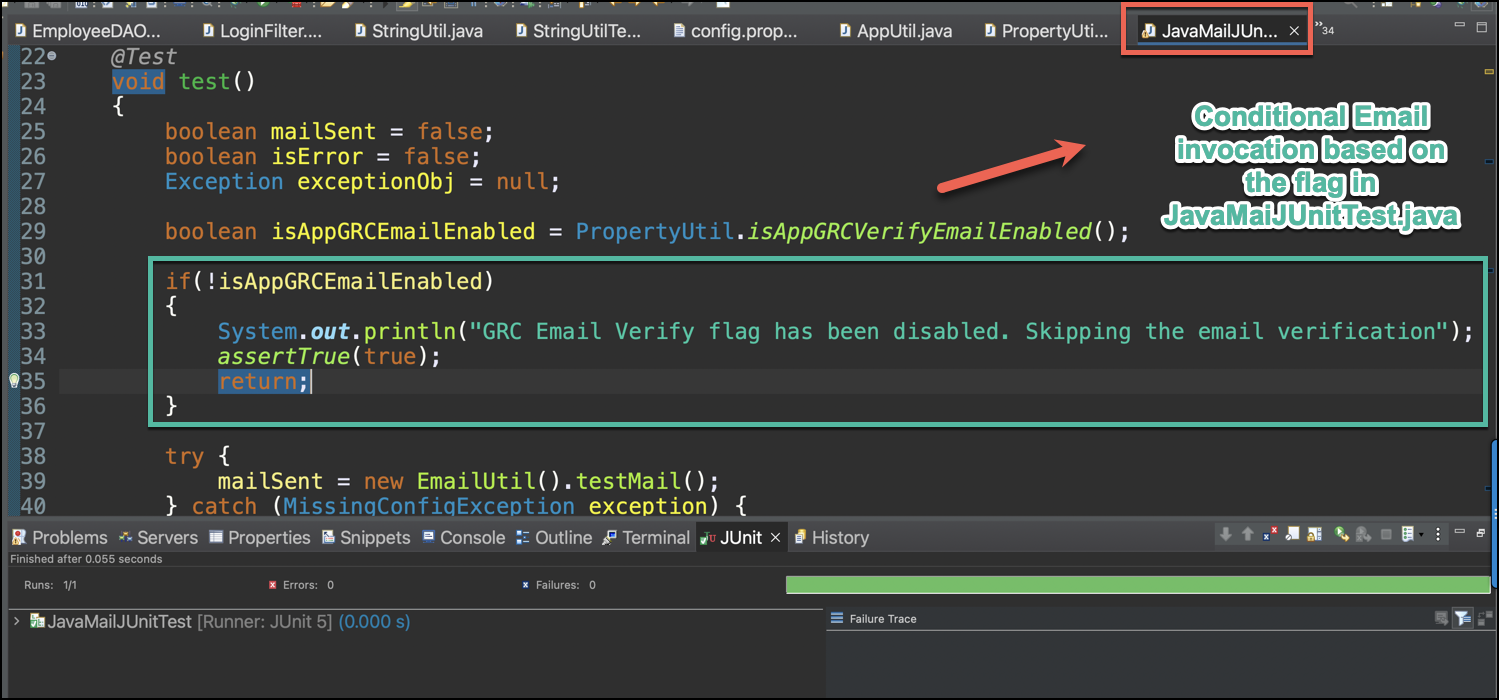 EmployeeDAO...
LoginFilter....
StringUtil.java
StringUtilTe...
config.prop...
AppUtil.java
PropertyUti...
JavaMailJUn...
34
22 @Test
23 void test()
24 {
25 boolean mailSent = false;
26 boolean isError = false;
27 Exception exceptionObj = null;
28
29 boolean isAppGRCEmailEnabled = PropertyUtil.isAppGRCVerifyEmailEnabled();
30
31 if(!isAppGRCEmailEnabled)
32 {
33 System.out.println("GRC Email Verify flag has been disabled. Skipping the email verification");
34 assertTrue(true);
35 return;
36 }
37
38 try {
39 mailSent = new EmailUtil().testMail();
40 } catch (MissingConfigException exception) {
Conditional Email
invocation based on
the flag in
JavaMaiJUnitTest.java
Problems
Servers
Properties
Snippets
Console
Outline
Terminal
JUnit
History
Finished after 0.055 seconds
Runs: 1/1
Errors: 0
Failures: 0
JavaMailJUnitTest [Runner: JUnit 5] (0.000 s)
Failure Trace